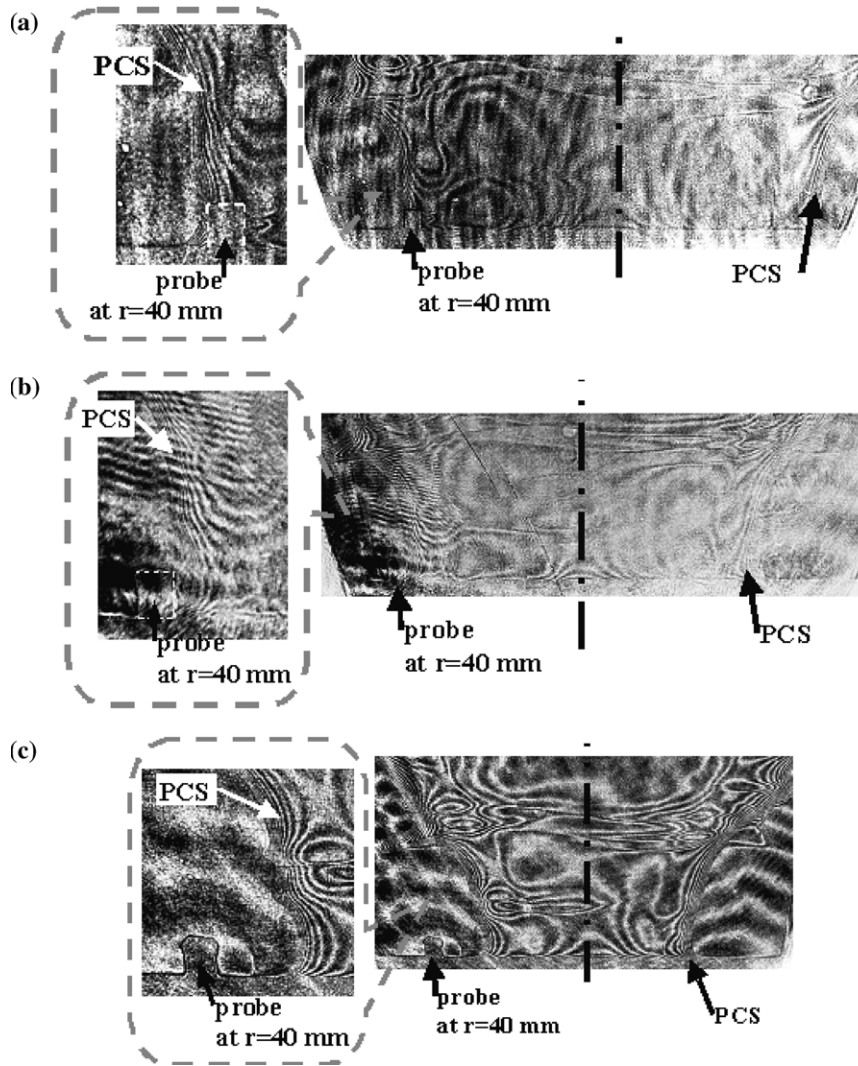 (a)
PCS
probe
at r=40 mm
probe
at r=40 mm
PCS
(b)
PCS
probe
at r=40 mm
probe
at r=40 mm
PCS
(c)
PCS
probe
at r=40 mm
probe
at r=40 mm
PCS